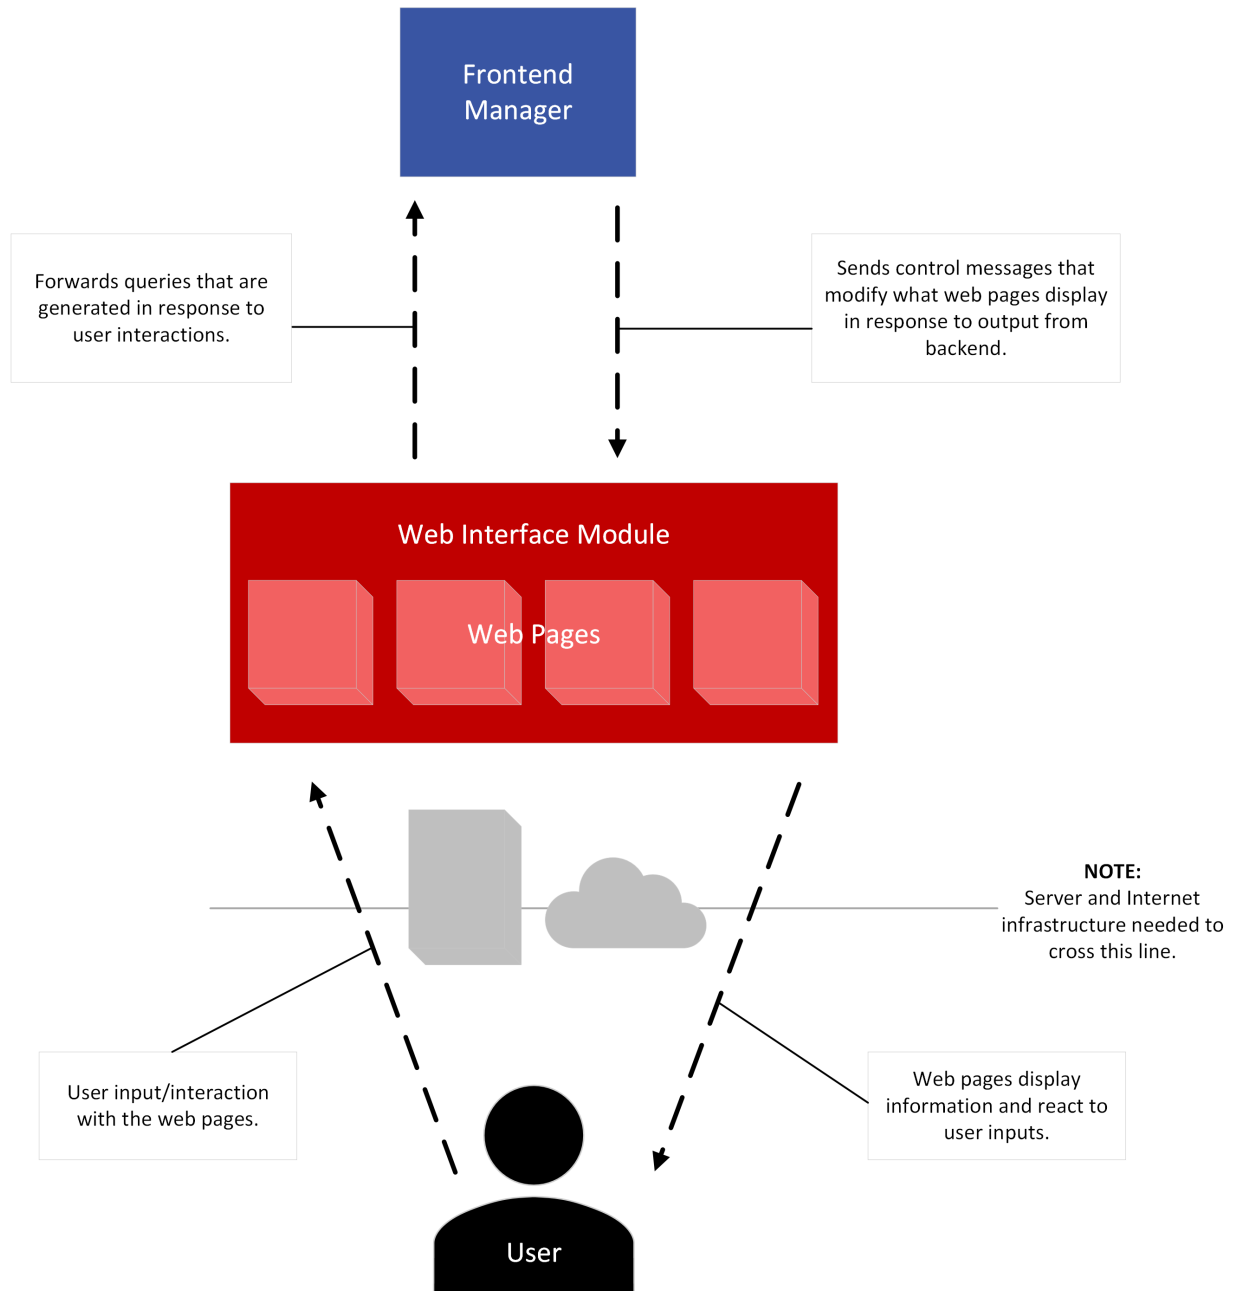 Frontend
Manager
Forwards queries that are
generated in response to
user interactions.
Sends control messages that
modify what web pages display
in response to output from
backend.
Web Interface Module
Web Pages
NOTE:
Server and Internet
infrastructure needed to
cross this line.
User input/interaction
with the web pages.
Web pages display
information and react to
user inputs.
User